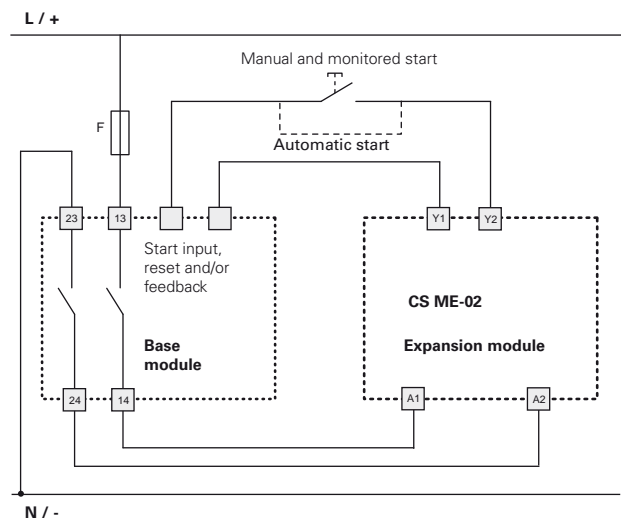 L / +
Manual and monitored start
F
Automatic start
23
13
Y1
Y2
Start input,
reset and/or
feedback
CS ME-02
Base
module
Expansion module
24
14
A1
A2
N / -